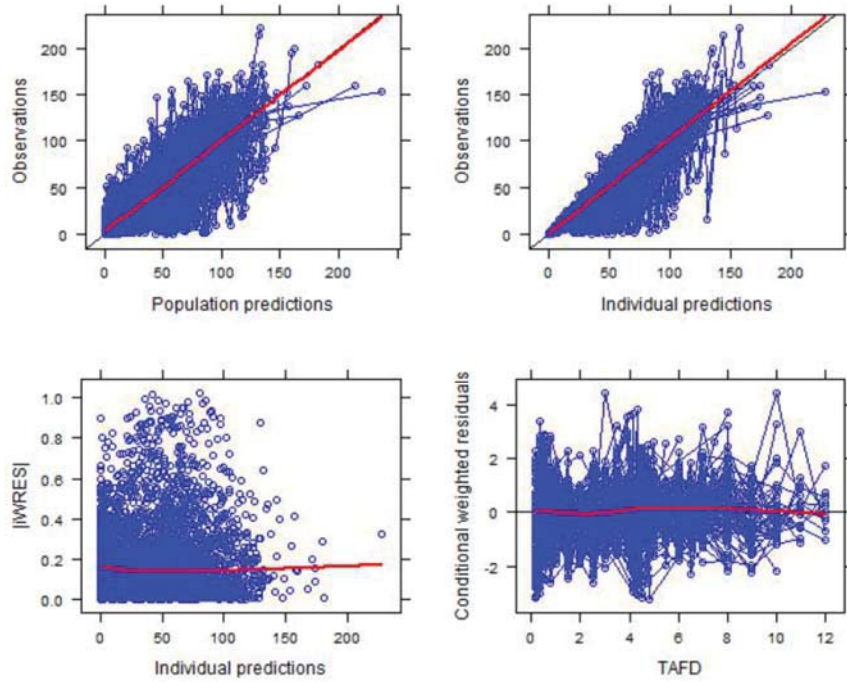 200
150
100
50
0
Observations
0 50 100 150 200
Population predictions
200
150
100
50
0
Observations
0 50 100 150 200
Individual predictions
1.0
0.8
0.6
0.4
0.2
0.0
|IWRES|
0 50 100 150 200
Individual predictions
4
2
0
-2
Conditional weighted residuals
0 2 4 6 8 10 12
TAFD